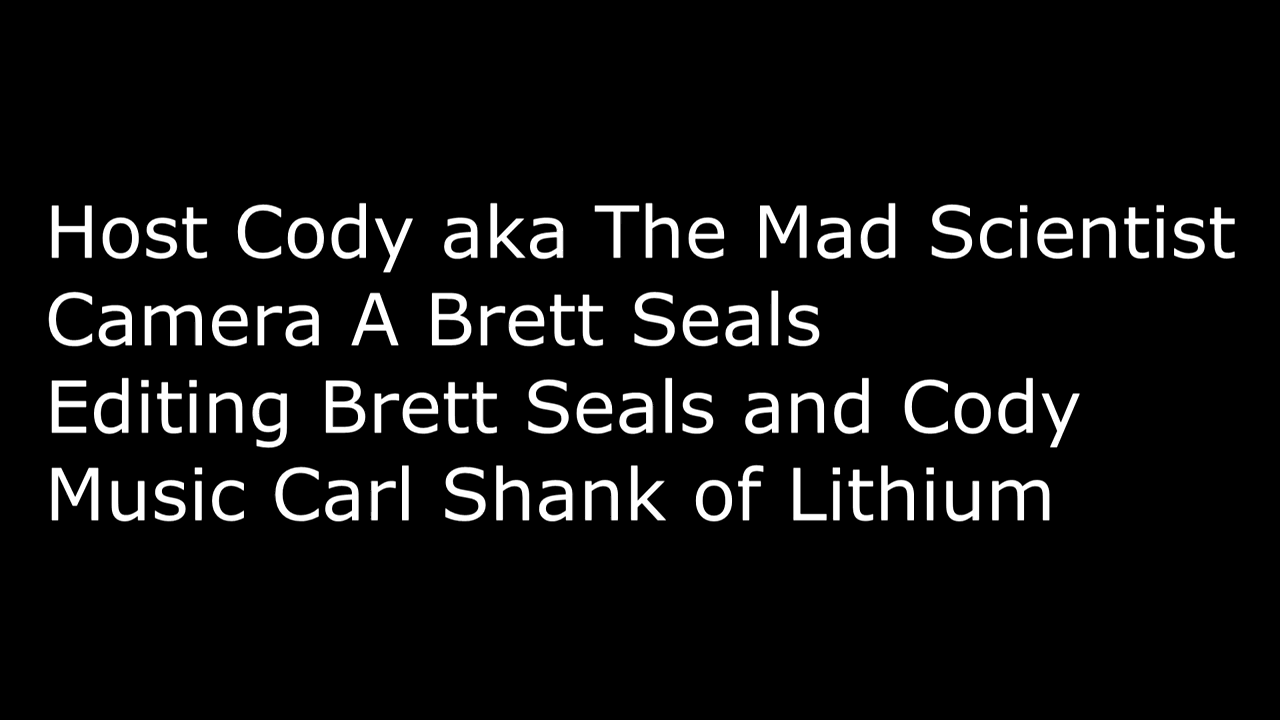 Host Cody aka The Mad Scientist
Camera A Brett Seals
Editing Brett Seals and Cody
Music Carl Shank of Lithium